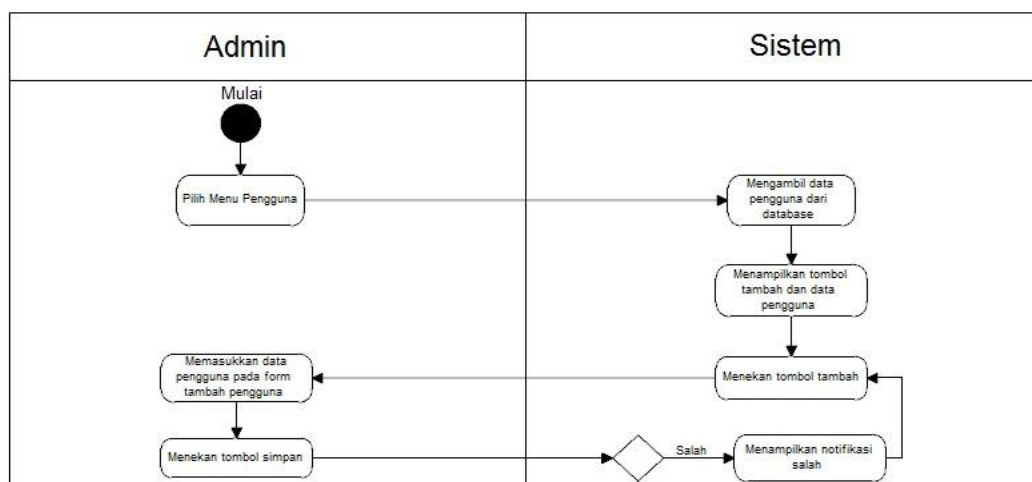 Admin
Sistem
Mulai
Pilih Menu Pengguna
Mengambil data
pengguna dari
database
Menampilkan tombol
tambah dan data
pengguna
Memasukkan data
pengguna pada form
tambah pengguna
Menekan tombol tambah
Menekan tombol simpan
Salah
Menampilkan notifikasi
salah